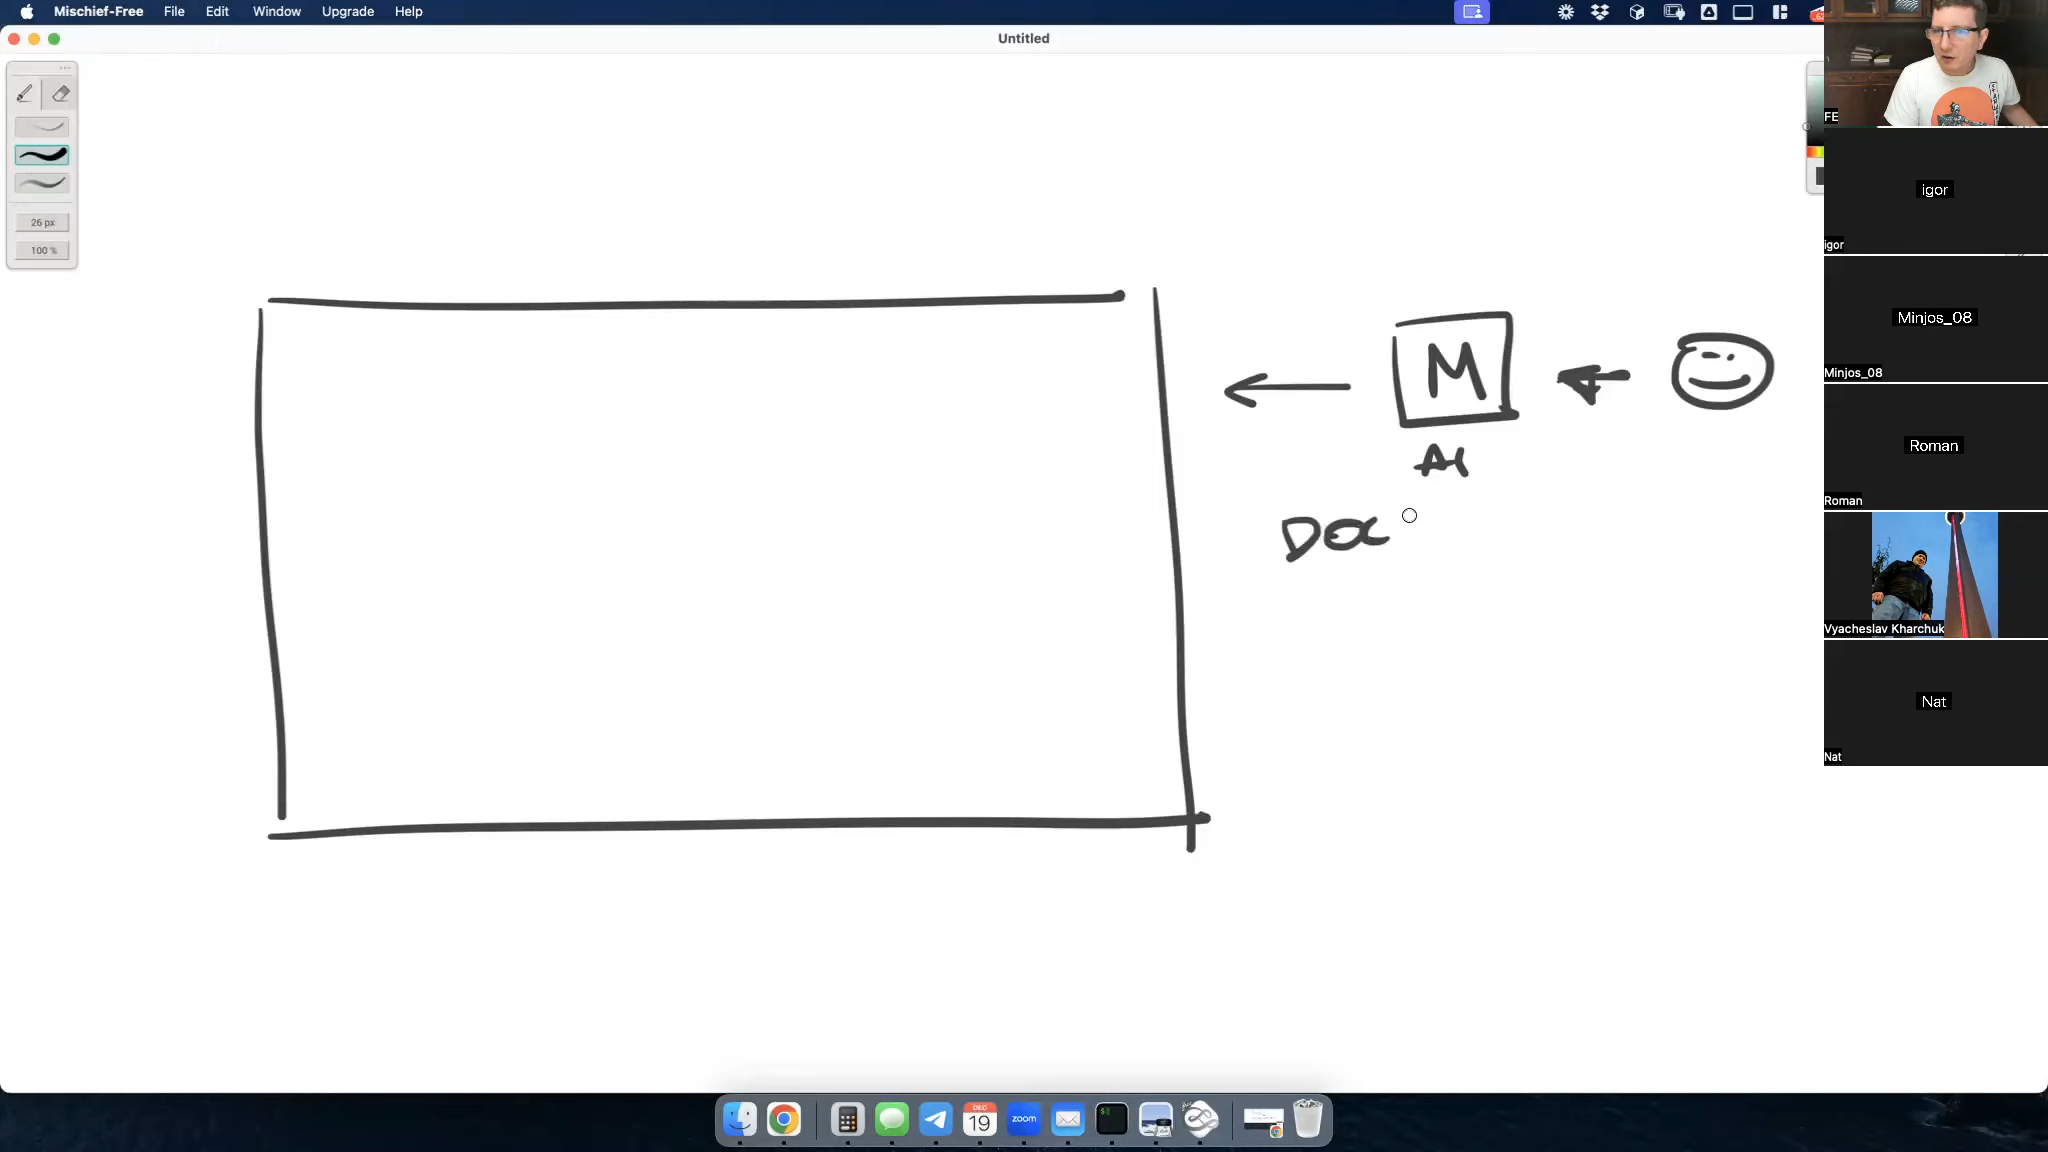 Mischief-Free File Edit Window Upgrade Help
Untitled
26 px
100 %
M
AI
DOC
FE
igor
igor
Minjos_08
Minjos_08
Roman
Roman
Vyacheslav Kharchuk
Nat
Nat
DEC
19
zoom